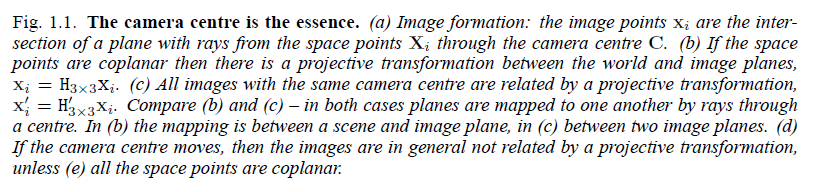 Fig. 1.1. The camera centre is the essence. (a) Image formation: the image points xᵢ are the inter-
section of a plane with rays from the space points Xᵢ through the camera centre C. (b) If the space
points are coplanar then there is a projective transformation between the world and image planes,
xᵢ = H₃ₓ₃Xᵢ. (c) All images with the same camera centre are related by a projective transformation,
x′ᵢ = H′₃ₓ₃xᵢ. Compare (b) and (c) – in both cases planes are mapped to one another by rays through
a centre. In (b) the mapping is between a scene and image plane, in (c) between two image planes. (d)
If the camera centre moves, then the images are in general not related by a projective transformation,
unless (e) all the space points are coplanar.